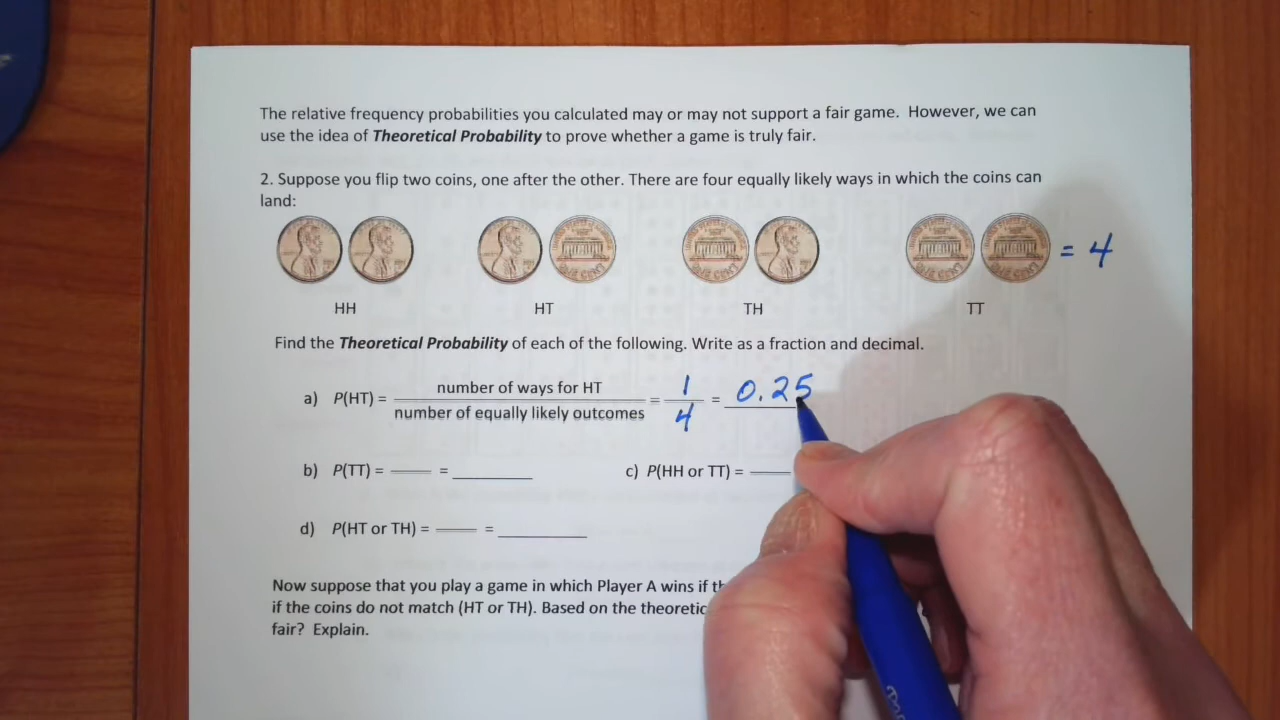 The relative frequency probabilities you calculated may or may not support a fair game. However, we can
use the idea of Theoretical Probability to prove whether a game is truly fair.
2. Suppose you flip two coins, one after the other. There are four equally likely ways in which the coins can
land:
= 4
HH HT TH TT
Find the Theoretical Probability of each of the following. Write as a fraction and decimal.
a) P(HT) = number of ways for HT / number of equally likely outcomes = 1/4 = 0.25
b) P(TT) = ____ = ________ c) P(HH or TT) = ____
d) P(HT or TH) = ____ = ________
Now suppose that you play a game in which Player A wins if
if the coins do not match (HT or TH). Based on the
fair? Explain.